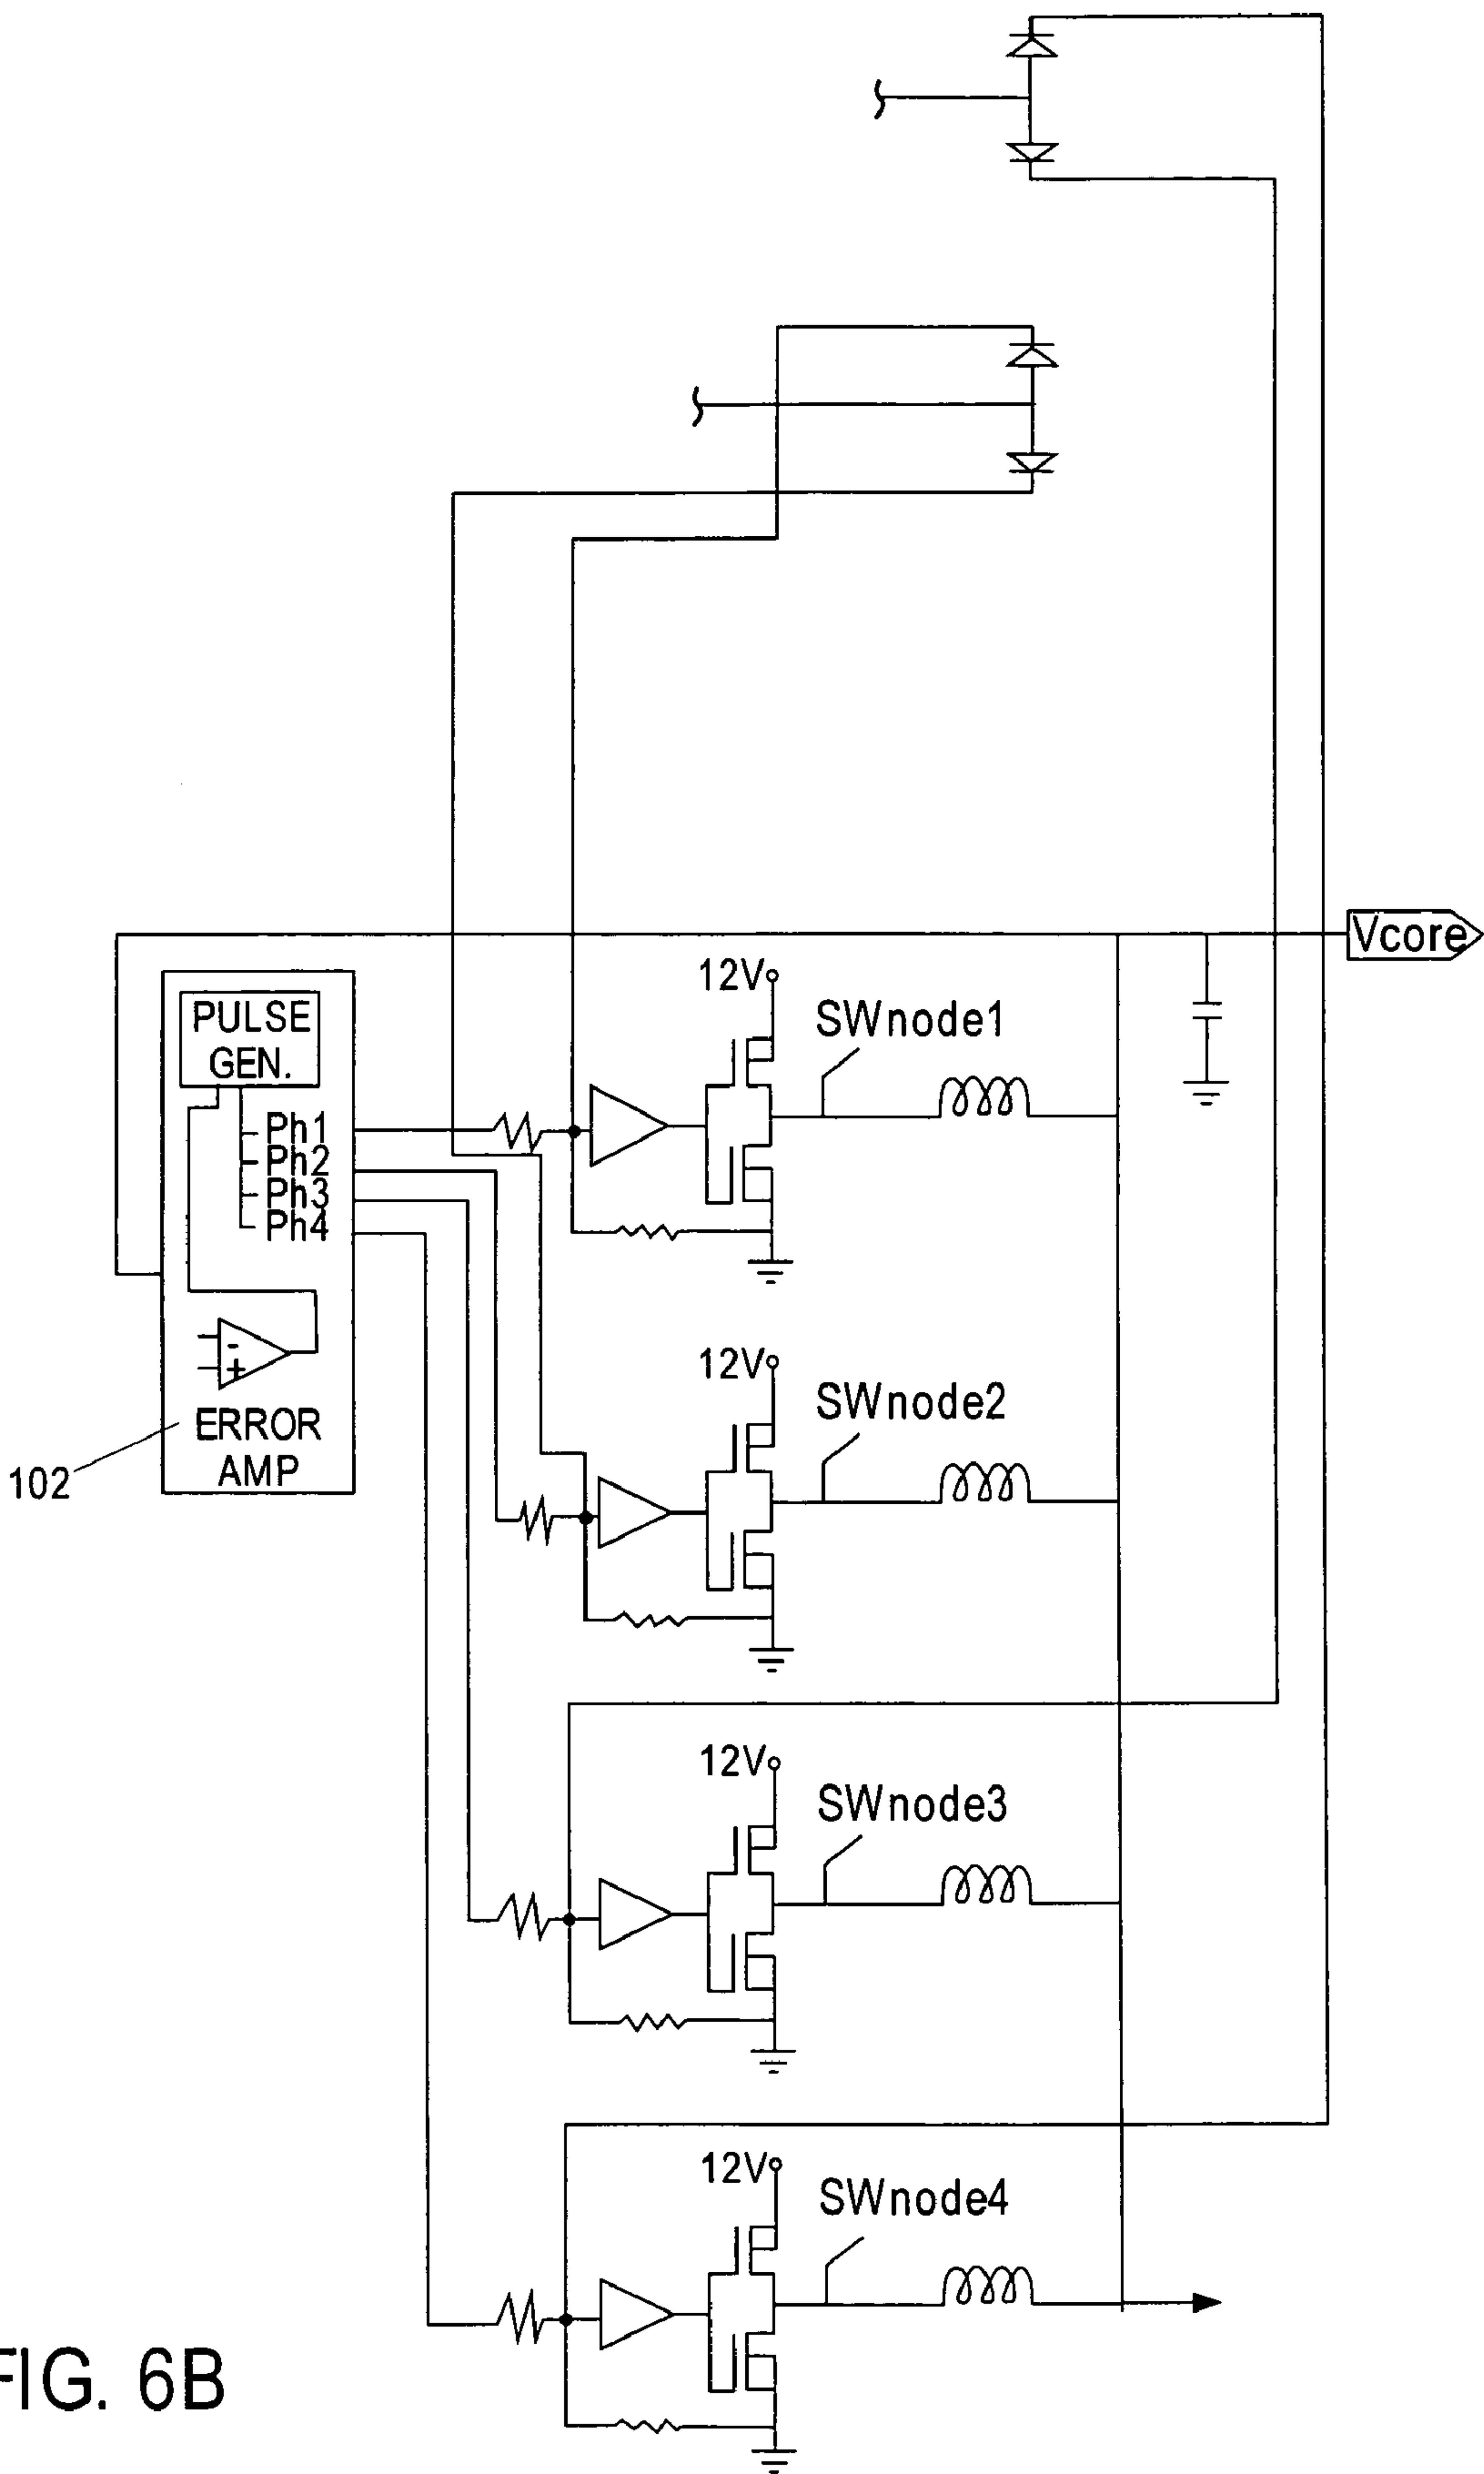 Vcore
12V
SWnode1
PULSE
GEN.
Ph1
Ph2
Ph3
Ph4
-
+
ERROR
AMP
102
12V
SWnode2
12V
SWnode3
12V
SWnode4
FIG. 6B